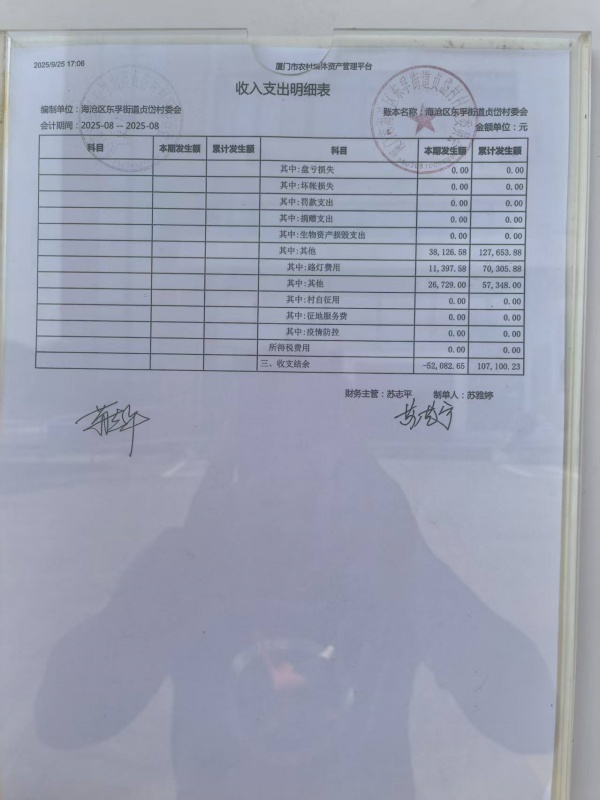 2025/9/25 17:06
厦门市农村集体资产管理平台
收入支出明细表
编制单位：海沧区东孚街道贞岱村委会 账本名称：海沧区东孚街道贞岱村委会
会计期间：2025-08 -- 2025-08 金额单位：元
科目 本期发生额 累计发生额 科目 本期发生额 累计发生额
其中:盘亏损失 0.00 0.00
其中:坏帐损失 0.00 0.00
其中:罚款支出 0.00 0.00
其中:捐赠支出 0.00 0.00
其中:生物资产损毁支出 0.00 0.00
其中:其他 38,126.58 127,653.88
其中:路灯费用 11,397.58 70,305.88
其中:其他 26,729.00 57,348.00
其中:村自征用 0.00 0.00
其中:征地服务费 0.00 0.00
其中:疫情防控 0.00 0.00
所得税费用 0.00 0.00
三、收支结余 -52,082.65 107,100.23
财务主管：苏志平 制单人：苏雅婷